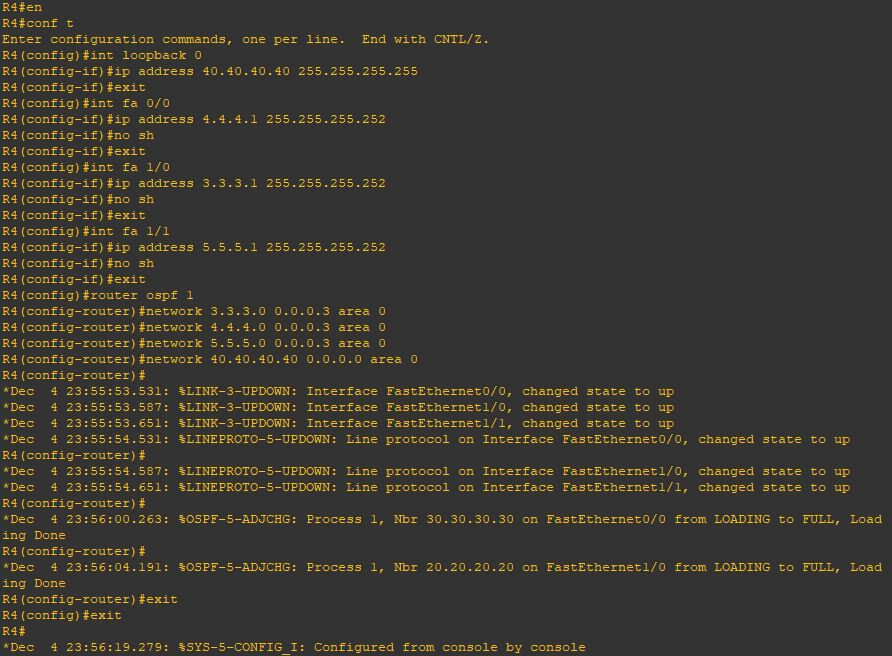 R4#en
R4#conf t
Enter configuration commands, one per line.  End with CNTL/Z.
R4(config)#int loopback 0
R4(config-if)#ip address 40.40.40.40 255.255.255.255
R4(config-if)#exit
R4(config)#int fa 0/0
R4(config-if)#ip address 4.4.4.1 255.255.255.252
R4(config-if)#no sh
R4(config-if)#exit
R4(config)#int fa 1/0
R4(config-if)#ip address 3.3.3.1 255.255.255.252
R4(config-if)#no sh
R4(config-if)#exit
R4(config)#int fa 1/1
R4(config-if)#ip address 5.5.5.1 255.255.255.252
R4(config-if)#no sh
R4(config-if)#exit
R4(config)#router ospf 1
R4(config-router)#network 3.3.3.0 0.0.0.3 area 0
R4(config-router)#network 4.4.4.0 0.0.0.3 area 0
R4(config-router)#network 5.5.5.0 0.0.0.3 area 0
R4(config-router)#network 40.40.40.40 0.0.0.0 area 0
R4(config-router)#
*Dec  4 23:55:53.531: %LINK-3-UPDOWN: Interface FastEthernet0/0, changed state to up
*Dec  4 23:55:53.587: %LINK-3-UPDOWN: Interface FastEthernet1/0, changed state to up
*Dec  4 23:55:53.651: %LINK-3-UPDOWN: Interface FastEthernet1/1, changed state to up
*Dec  4 23:55:54.531: %LINEPROTO-5-UPDOWN: Line protocol on Interface FastEthernet0/0, changed state to up
R4(config-router)#
*Dec  4 23:55:54.587: %LINEPROTO-5-UPDOWN: Line protocol on Interface FastEthernet1/0, changed state to up
*Dec  4 23:55:54.651: %LINEPROTO-5-UPDOWN: Line protocol on Interface FastEthernet1/1, changed state to up
R4(config-router)#
*Dec  4 23:56:00.263: %OSPF-5-ADJCHG: Process 1, Nbr 30.30.30.30 on FastEthernet0/0 from LOADING to FULL, Load
ing Done
R4(config-router)#
*Dec  4 23:56:04.191: %OSPF-5-ADJCHG: Process 1, Nbr 20.20.20.20 on FastEthernet1/0 from LOADING to FULL, Load
ing Done
R4(config-router)#exit
R4(config)#exit
R4#
*Dec  4 23:56:19.279: %SYS-5-CONFIG_I: Configured from console by console